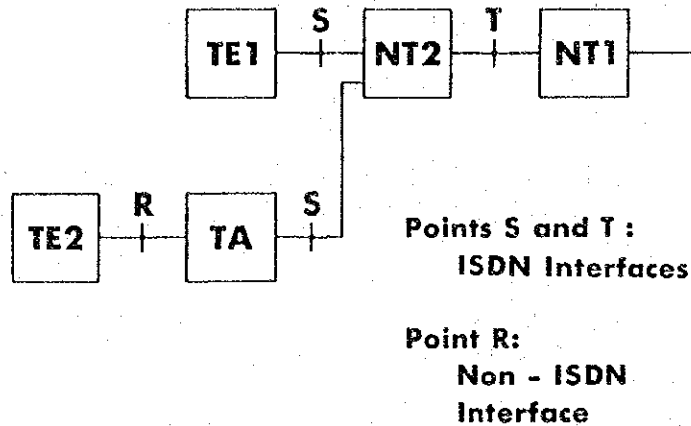 S T
TE1 NT2 NT1
R S
TE2 TA
Points S and T :
ISDN Interfaces
Point R:
Non - ISDN
Interface